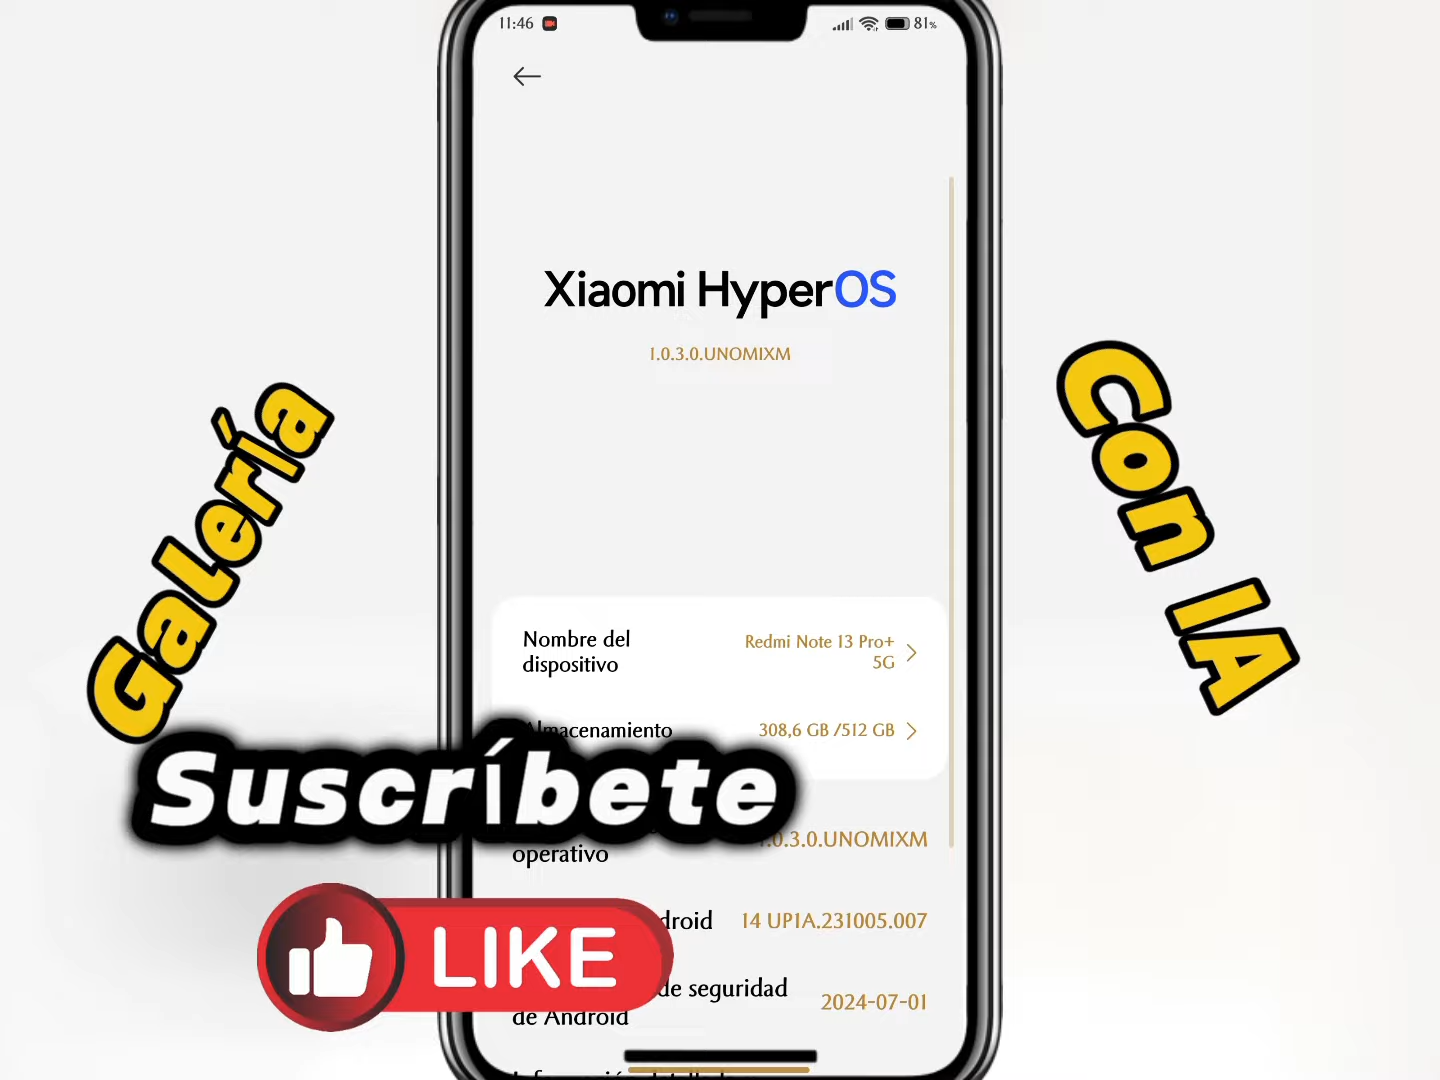 11:46
81%
Xiaomi HyperOS
1.0.3.0.UNOMIXM
Galería
Con IA
Nombre del dispositivo
Redmi Note 13 Pro+ 5G
Almacenamiento
308,6 GB /512 GB
Suscríbete
operativo
1.0.3.0.UNOMIXM
droid
14 UP1A.231005.007
LIKE
de seguridad
de Android
2024-07-01